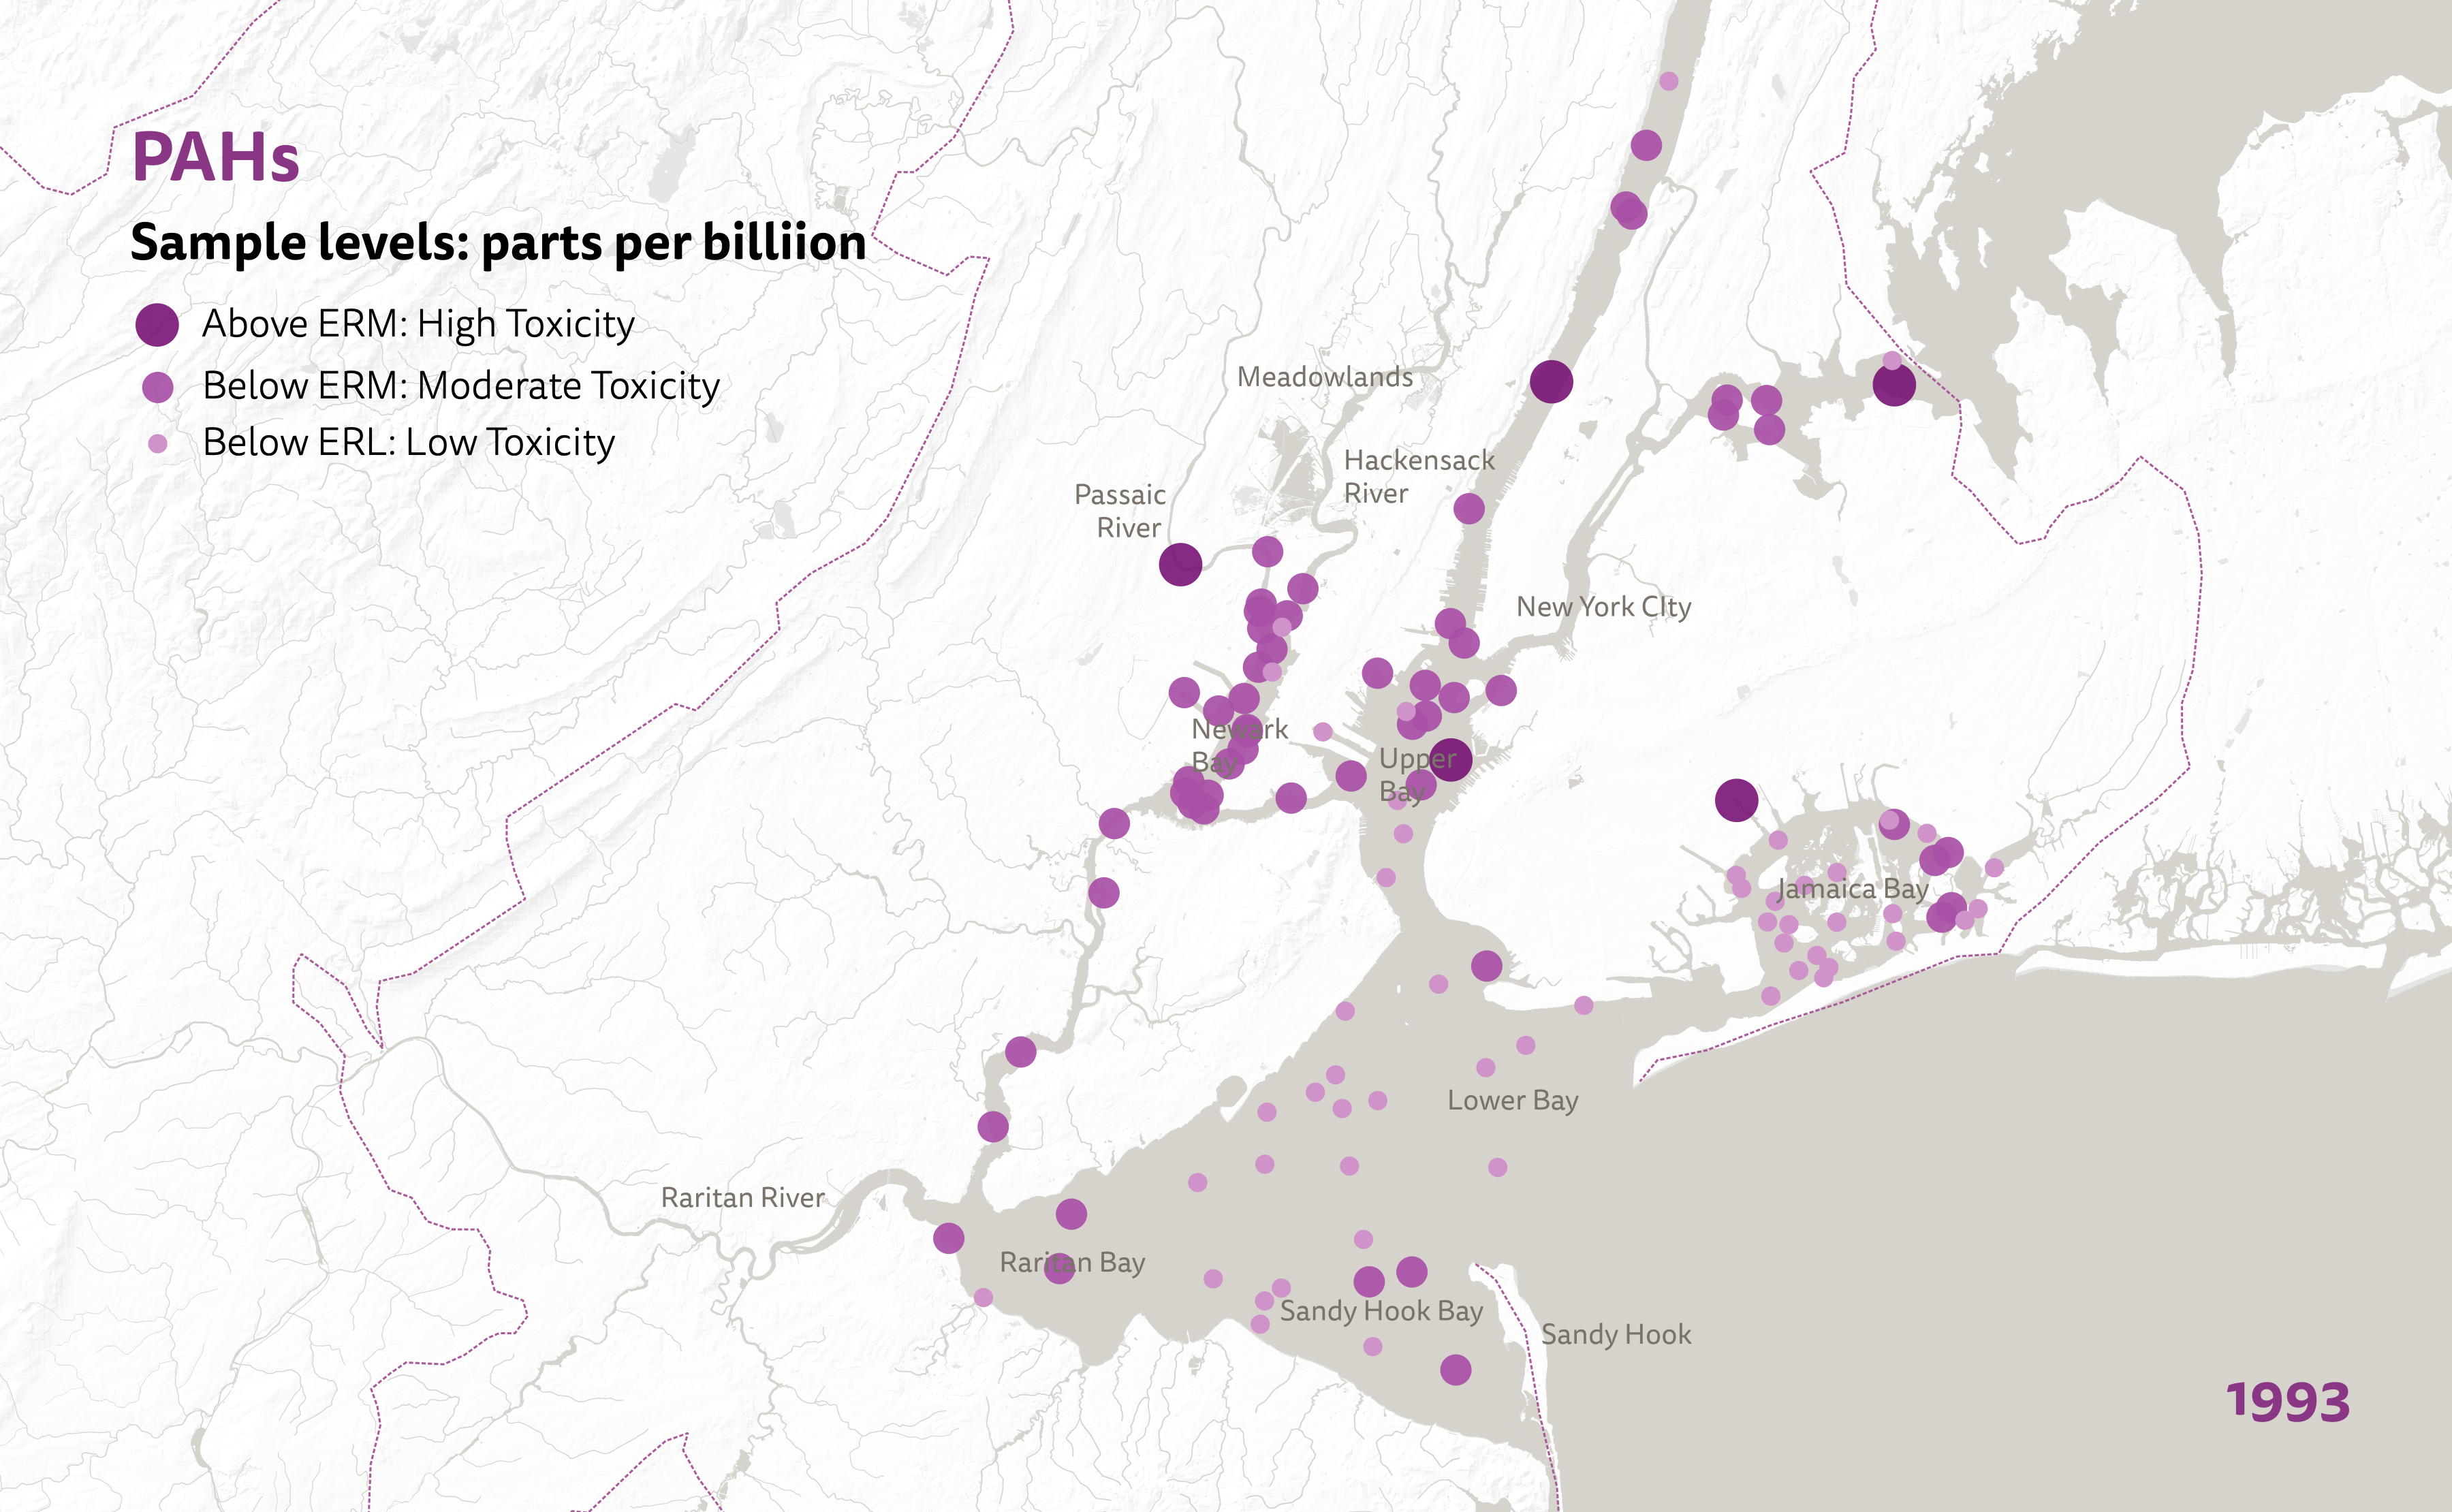 PAHs
Sample levels: parts per billiion
Above ERM: High Toxicity
Below ERM: Moderate Toxicity
Below ERL: Low Toxicity
Meadowlands
Hackensack
River
Passaic
River
New York CIty
Newark
Bay
Upper
Bay
Jamaica Bay
Lower Bay
Raritan River
Raritan Bay
Sandy Hook Bay
Sandy Hook
1993